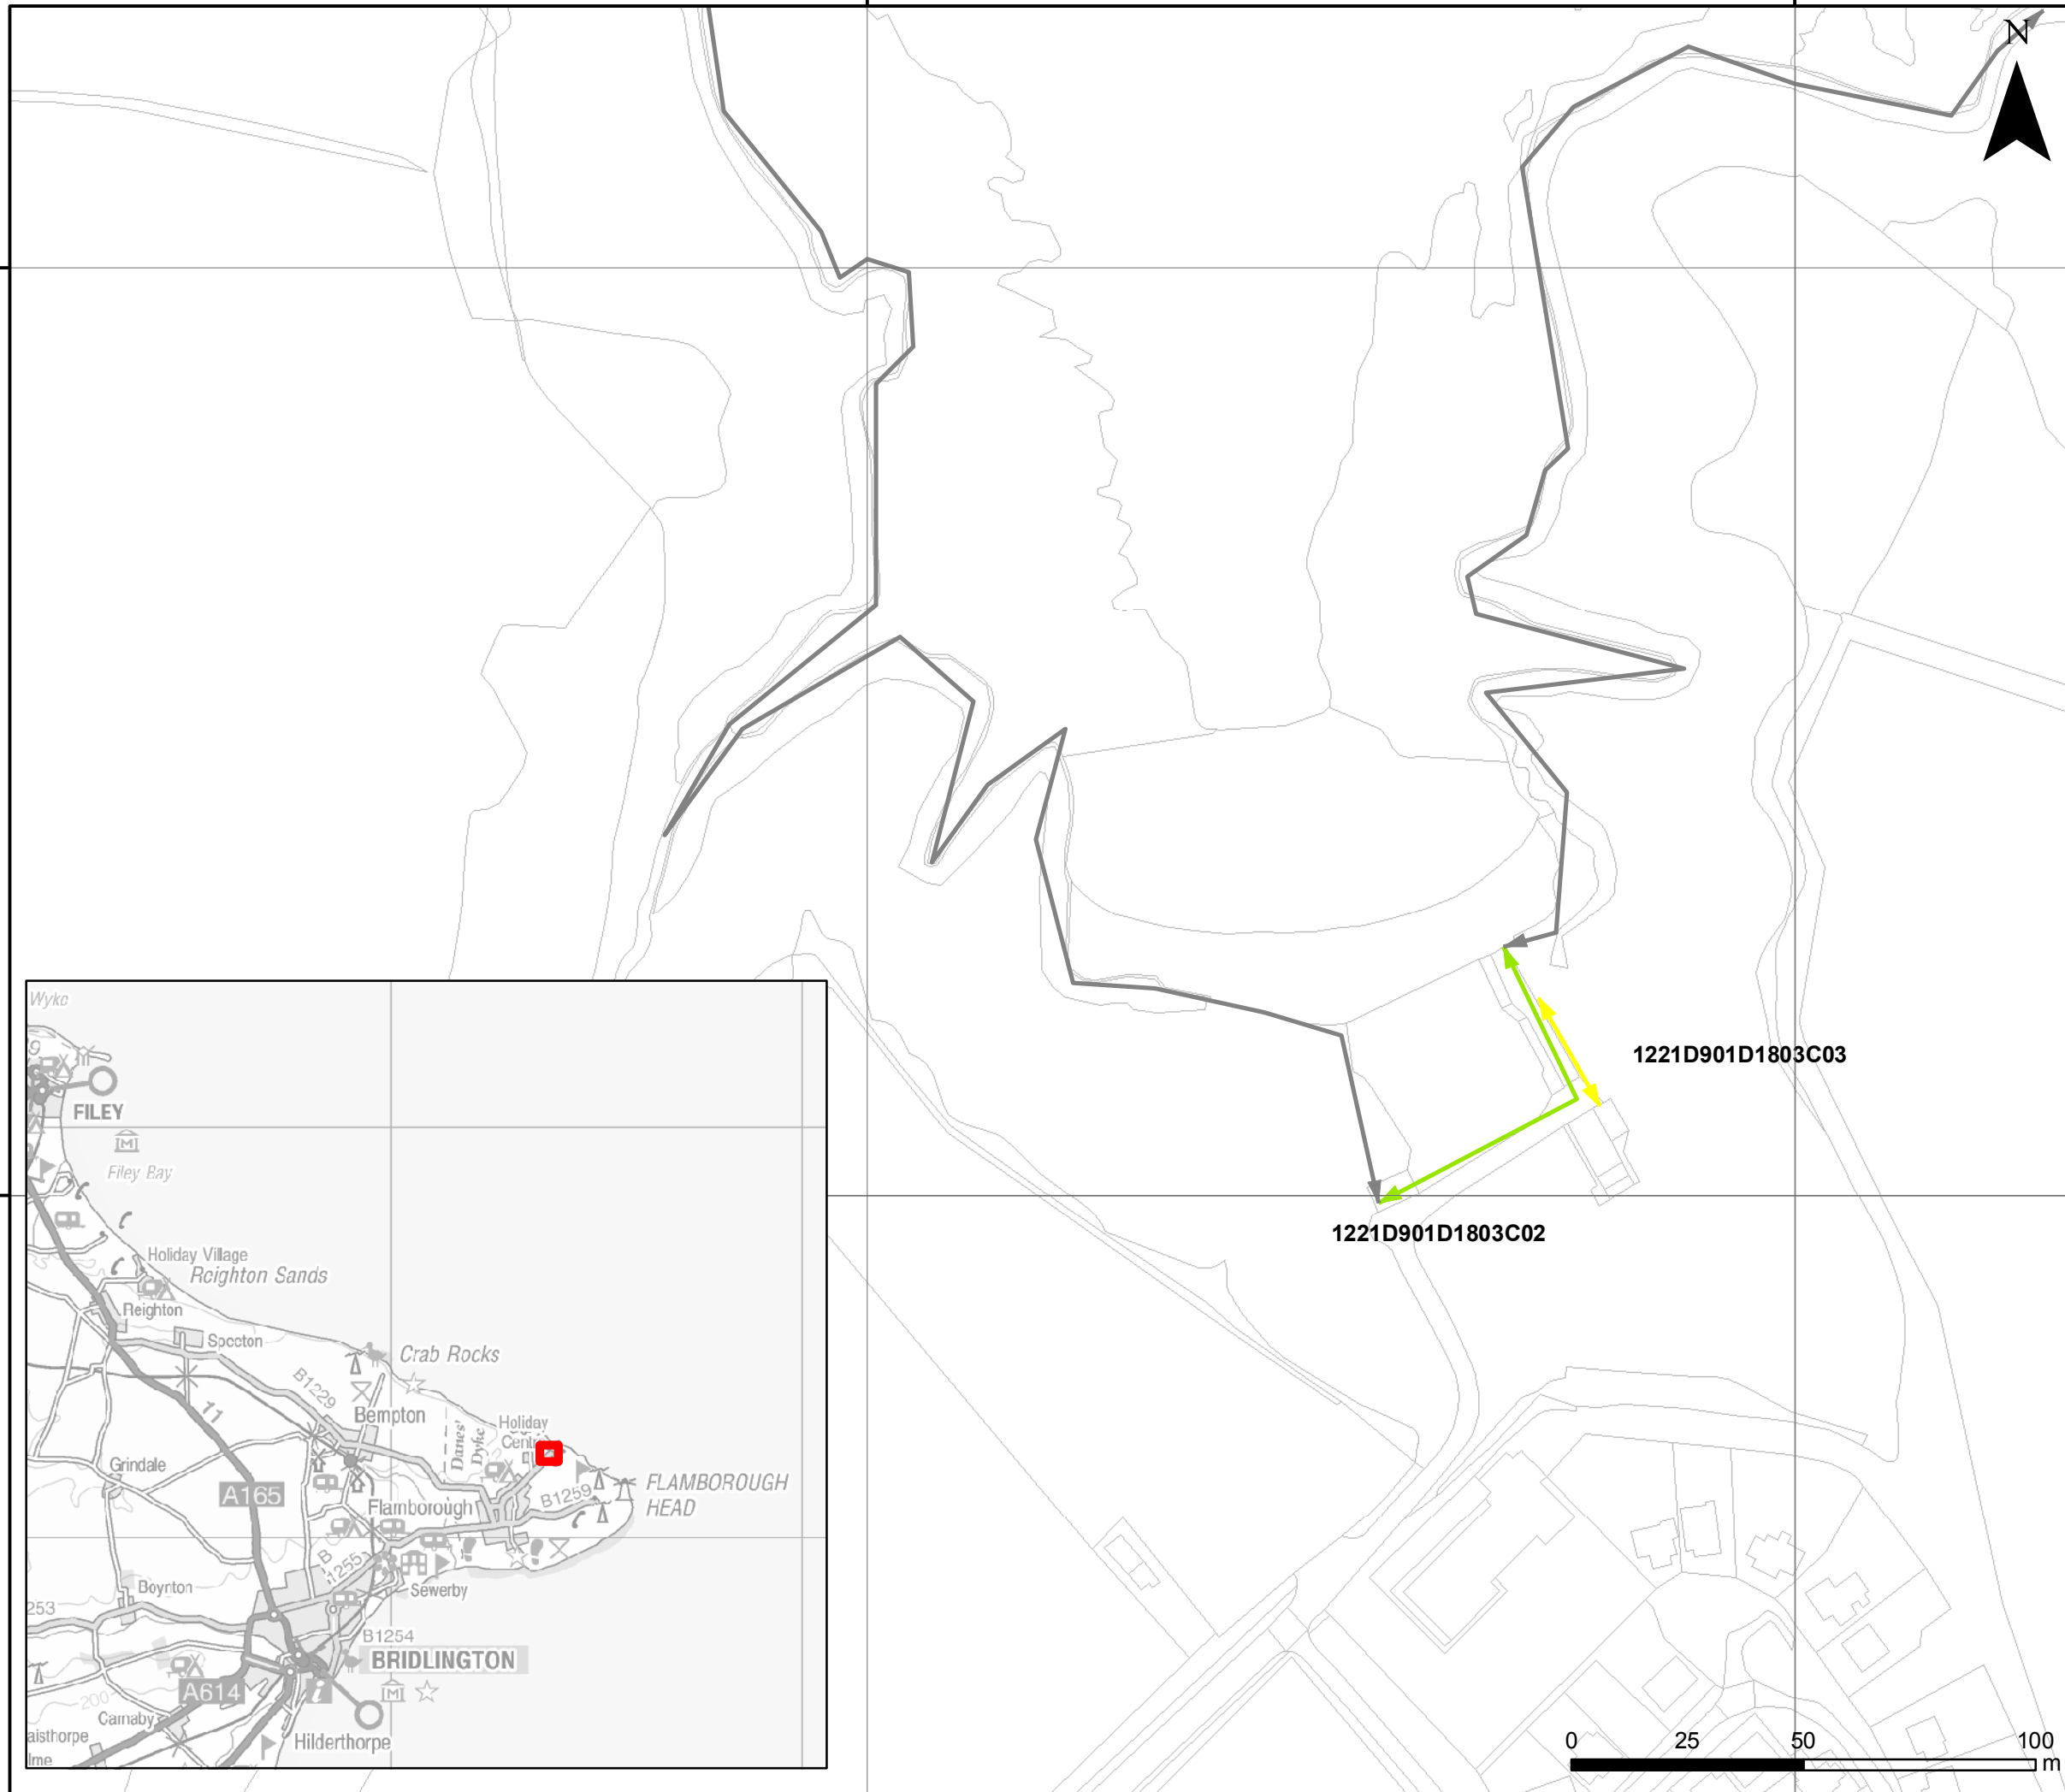 N
1221D901D1803C03
1221D901D1803C02
Wyke
9
FILEY
Filey Bay
Holiday Village
Reighton Sands
Reighton
Speeton
Crab Rocks
B1229
11
Bempton
Danes'
Dyke
Holiday
Centre
Grindale
A165
Flamborough
B1259
FLAMBOROUGH
HEAD
B
1255
Boynton
Sewerby
253
B1254
BRIDLINGTON
A614
200
Carnaby
aisthorpe
lme
Hilderthorpe
0 25 50 100
m